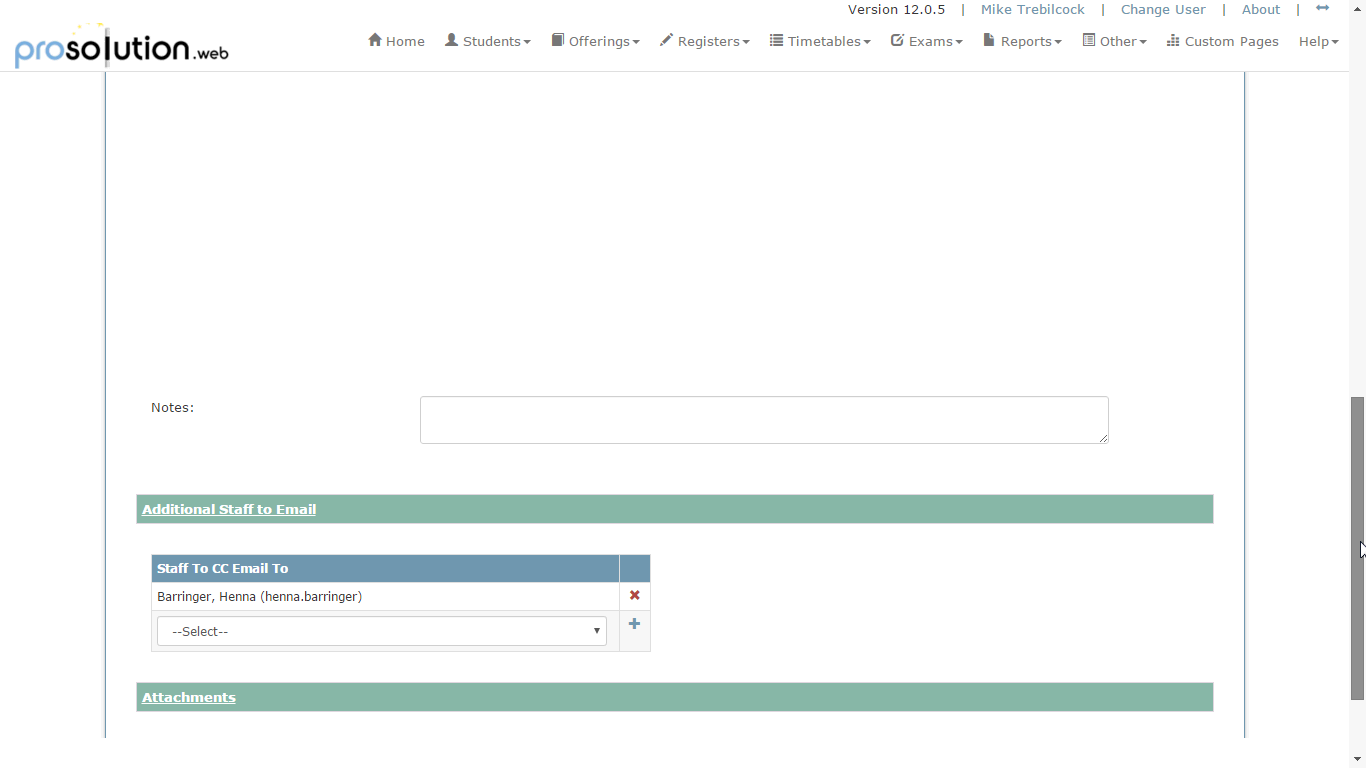 Version 12.0.5 | Mike Trebilcock | Change User | About |
prosolution.web
Home Students Offerings Registers Timetables Exams Reports Other Custom Pages Help
Notes:
Additional Staff to Email
Staff To CC Email To
Barringer, Henna (henna.barringer)
--Select--
Attachments